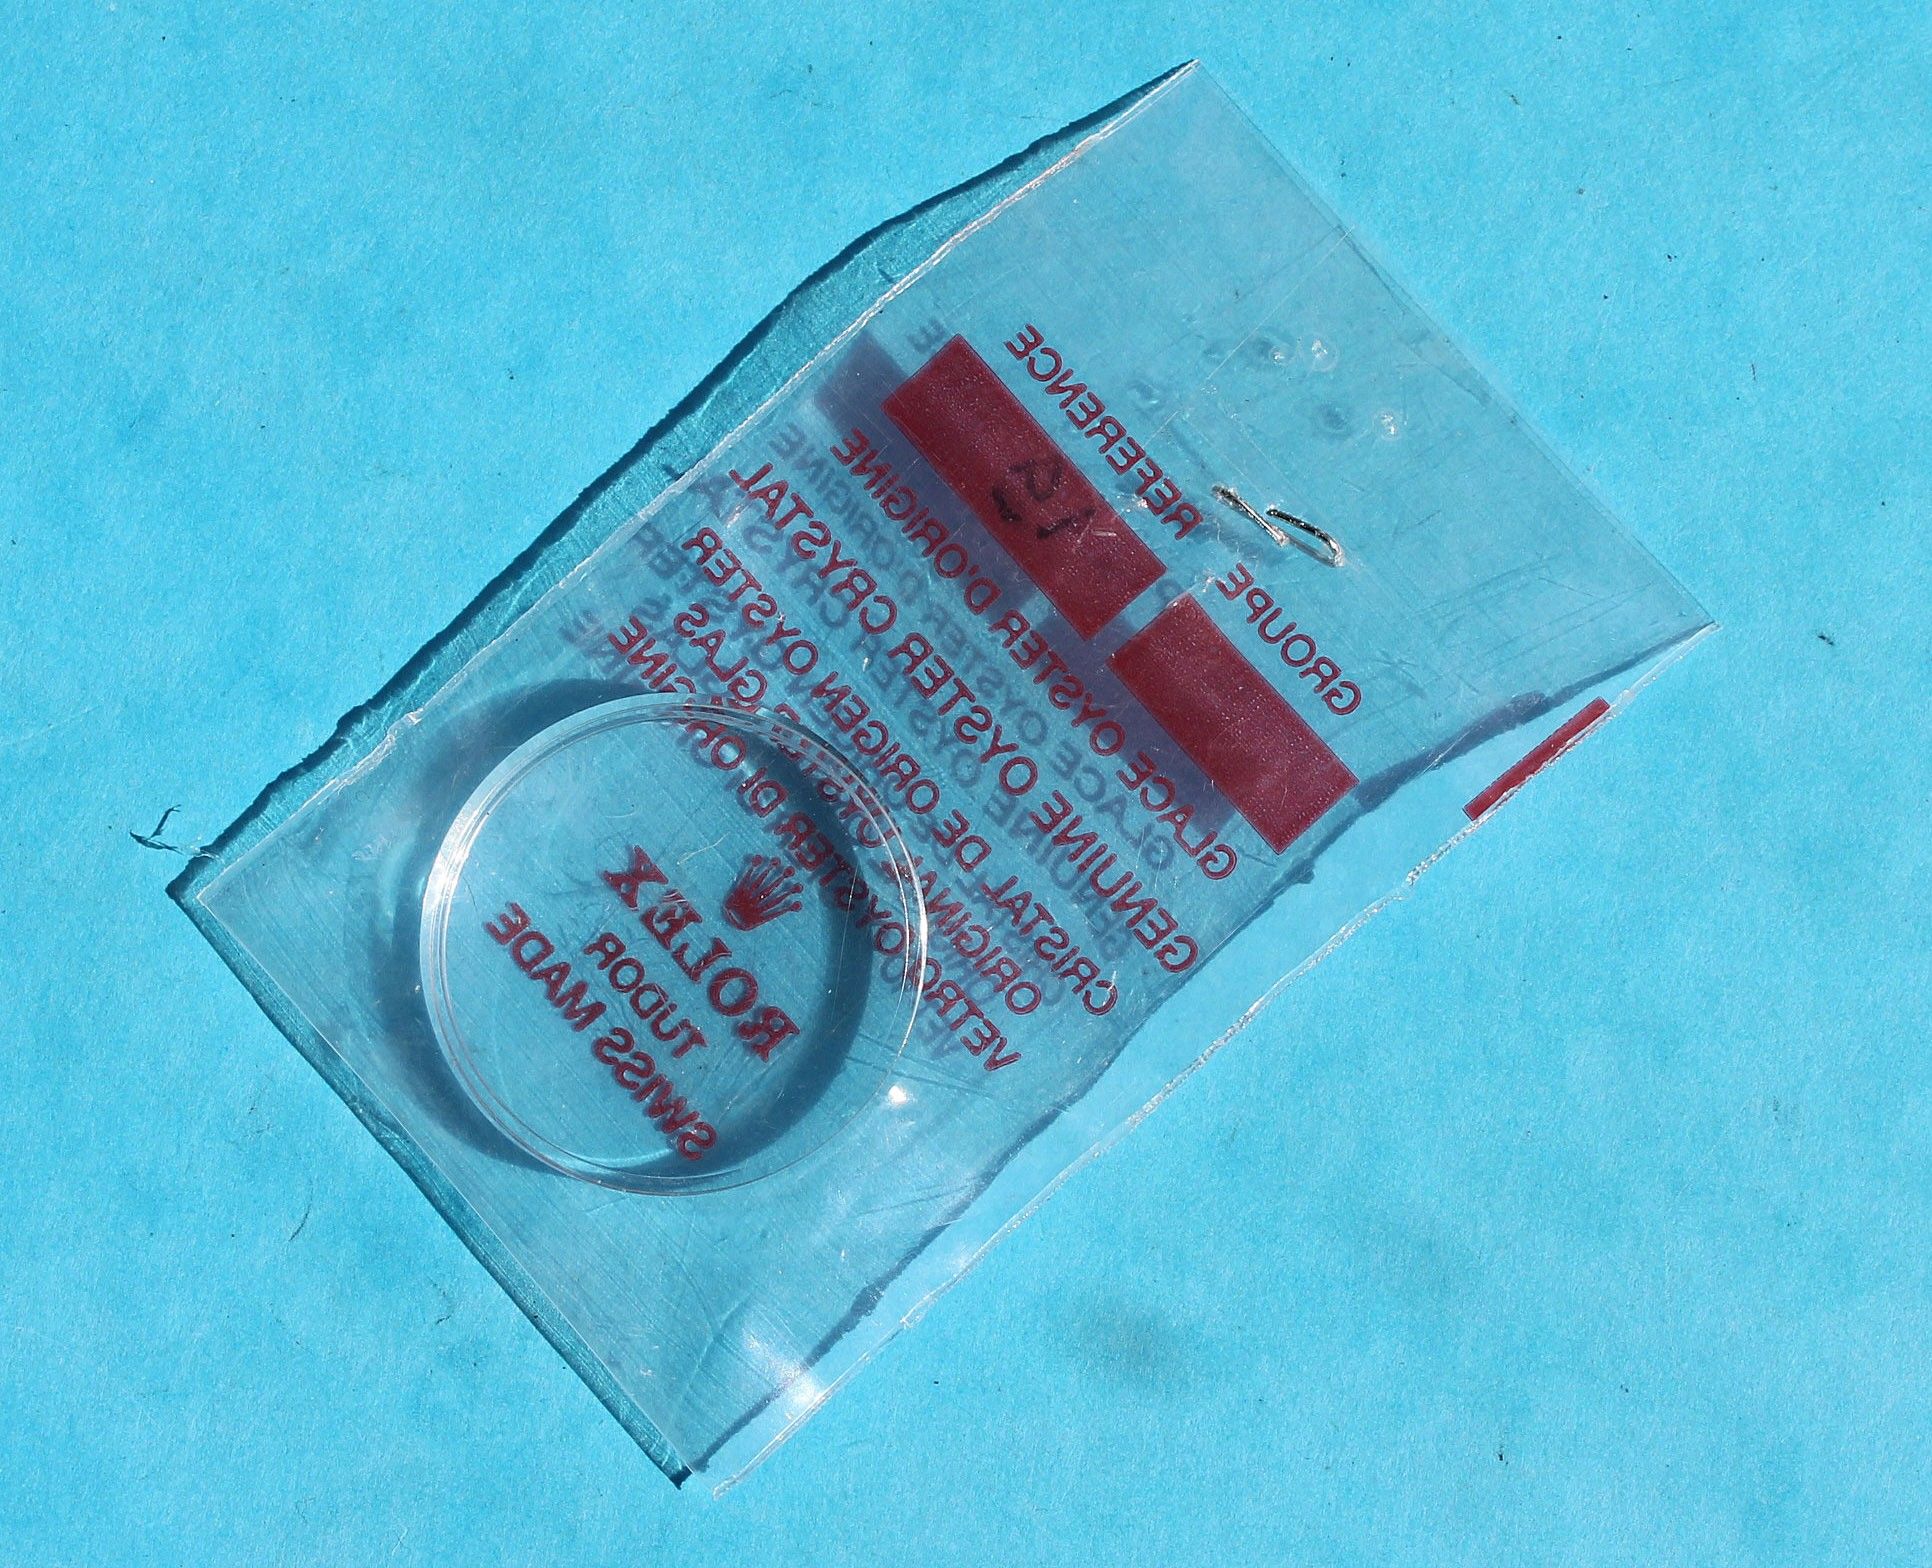 GROUPE REFERENCE
GLACE OYSTER D'ORIGINE
GENUINE OYSTER CRYSTAL
CRISTAL DE ORIGEN OYSTER
ORIGINAL OYSTER GLAS
VETRO OYSTER DI ORIGINE
ROLEX
TUDOR
SWISS MADE